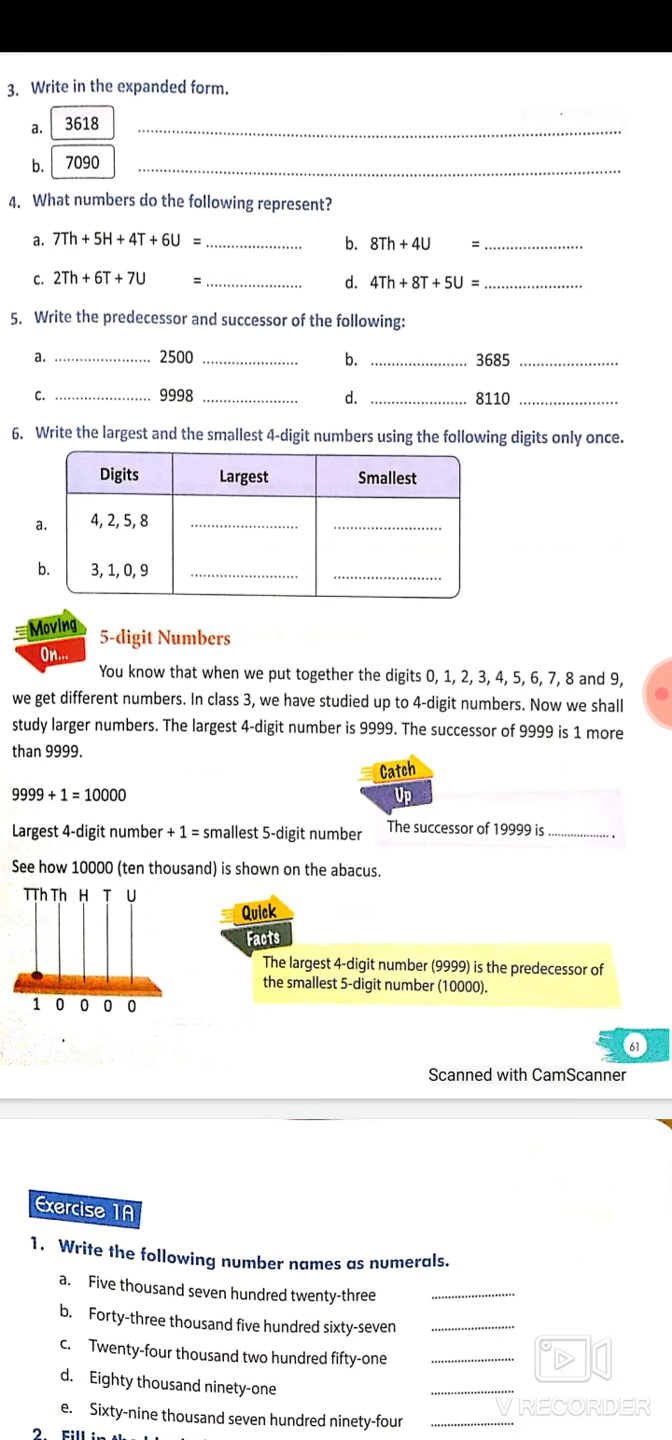 3. Write in the expanded form.
a. 3618 ........................
b. 7090 ........................
4. What numbers do the following represent?
a. 7Th + 5H + 4T + 6U = ........................ b. 8Th + 4U = ........................
c. 2Th + 6T + 7U = ........................ d. 4Th + 8T + 5U = ........................
5. Write the predecessor and successor of the following:
a. ........................ 2500 ........................ b. ........................ 3685 ........................
c. ........................ 9998 ........................ d. ........................ 8110 ........................
6. Write the largest and the smallest 4-digit numbers using the following digits only once.
Digits Largest Smallest
a. 4, 2, 5, 8 ........................ ........................
b. 3, 1, 0, 9 ........................ ........................
Moving
On...
5-digit Numbers
You know that when we put together the digits 0, 1, 2, 3, 4, 5, 6, 7, 8 and 9,
we get different numbers. In class 3, we have studied up to 4-digit numbers. Now we shall
study larger numbers. The largest 4-digit number is 9999. The successor of 9999 is 1 more
than 9999.
Catch
Up
9999 + 1 = 10000
Largest 4-digit number + 1 = smallest 5-digit number
The successor of 19999 is .................. .
See how 10000 (ten thousand) is shown on the abacus.
TTh Th H T U
1 0 0 0 0
Quick
Facts
The largest 4-digit number (9999) is the predecessor of
the smallest 5-digit number (10000).
61
Scanned with CamScanner
Exercise 1A
1. Write the following number names as numerals.
a. Five thousand seven hundred twenty-three ........................
b. Forty-three thousand five hundred sixty-seven ........................
c. Twenty-four thousand two hundred fifty-one ........................
d. Eighty thousand ninety-one ........................
e. Sixty-nine thousand seven hundred ninety-four ........................
V RECORDER
2. Fill in